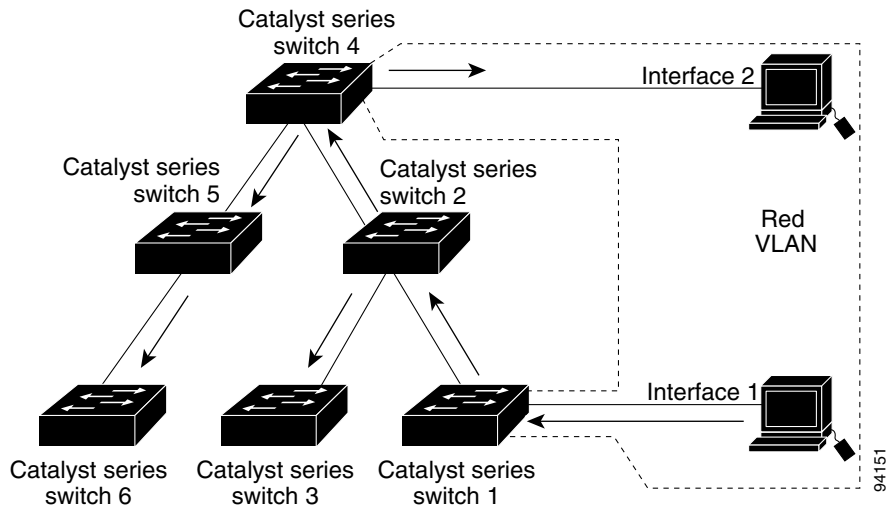 Catalyst series
switch 4
Interface 2
Catalyst series
switch 5
Catalyst series
switch 2
Red
VLAN
Interface 1
Catalyst series
switch 6
Catalyst series
switch 3
Catalyst series
switch 1
94151